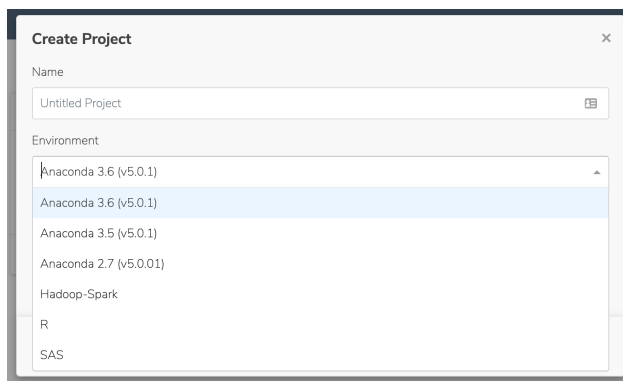 Create Project
Name
Untitled Project
Environment
Anaconda 3.6 (v5.0.1)
Anaconda 3.6 (v5.0.1)
Anaconda 3.5 (v5.0.1)
Anaconda 2.7 (v5.0.01)
Hadoop-Spark
R
SAS